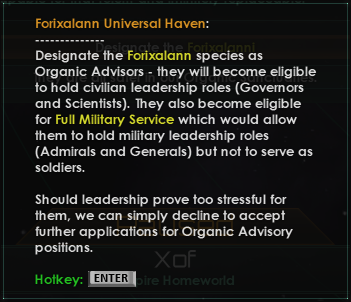 Forixalann Universal Haven:
--------------
Designate the Forixalann species as
Organic Advisors - they will become eligible
to hold civilian leadership roles (Governors
and Scientists). They also become eligible
for Full Military Service which would allow
them to hold military leadership roles
(Admirals and Generals) but not to serve as
soldiers.
Should leadership prove too stressful for
them, we can simply decline to accept
further applications for Organic Advisory
positions.
Xof
Hotkey: ENTER
Homeworld